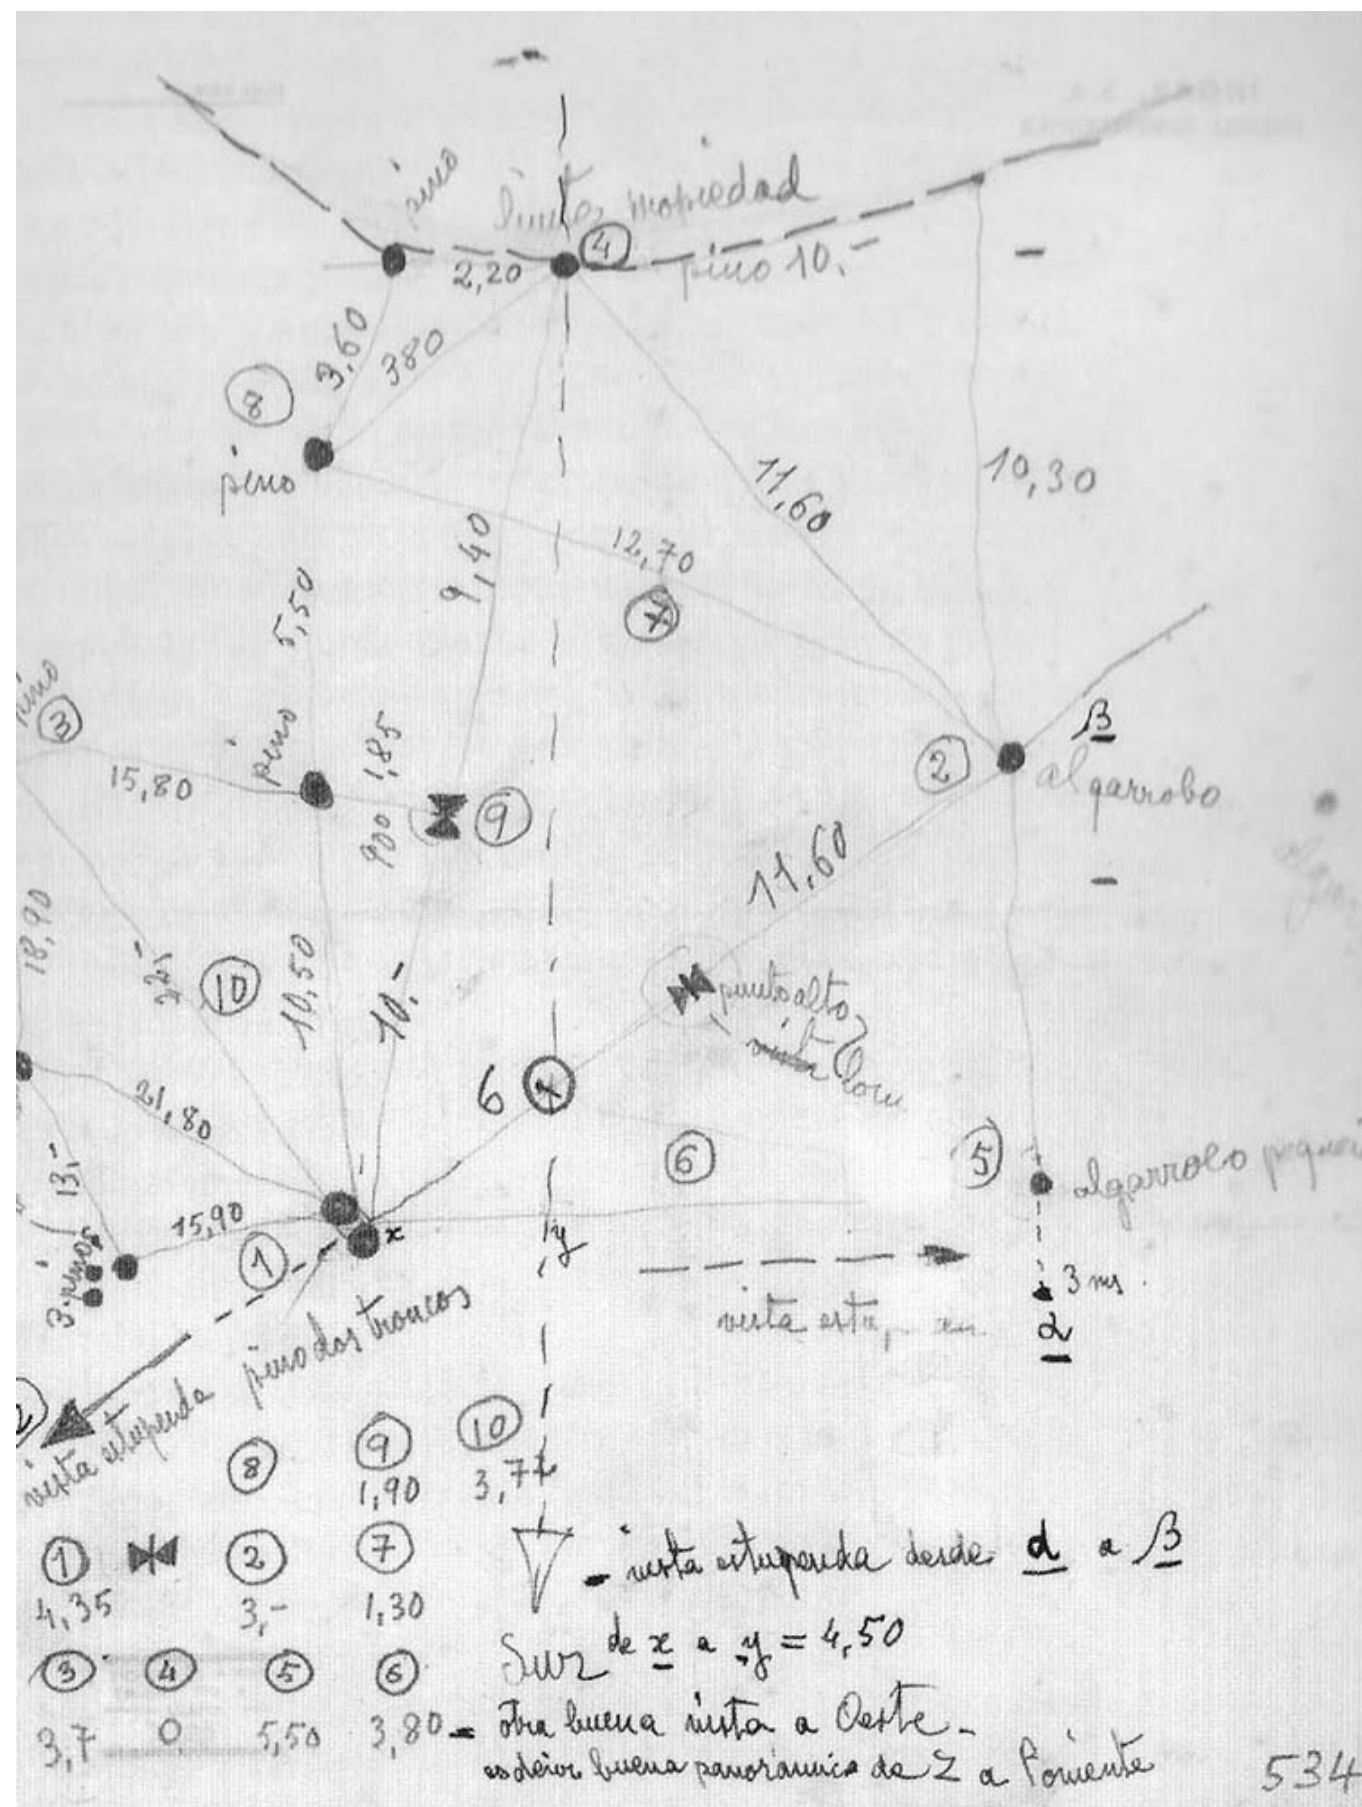 pino
limite propiedad
4
2,20
pino 10.-
3,60
380
8
pino
11,60
10,30
9,40
12,70
7
5,50
3
pino
1,85
900
15,80
9
2
β
algarrobo
11,60
18,90
22,-
10
10,50
10.-
punto alto
6
21,80
6
5
algarrobo
13,-
15,90
1
x
y
3 pinos
3 ms.
α
vista
pino dos troncos
vista estupenda
8
9
10
1,90
3,72
1
2
7
4,35
3,-
1,30
- vista estupenda desde α a β
Sur de x a y = 4,50
3
4
5
6
3,7
0
5,50
3,80
- otra buena vista a Oeste -
es decir buena panorámica de Z a Poniente
534